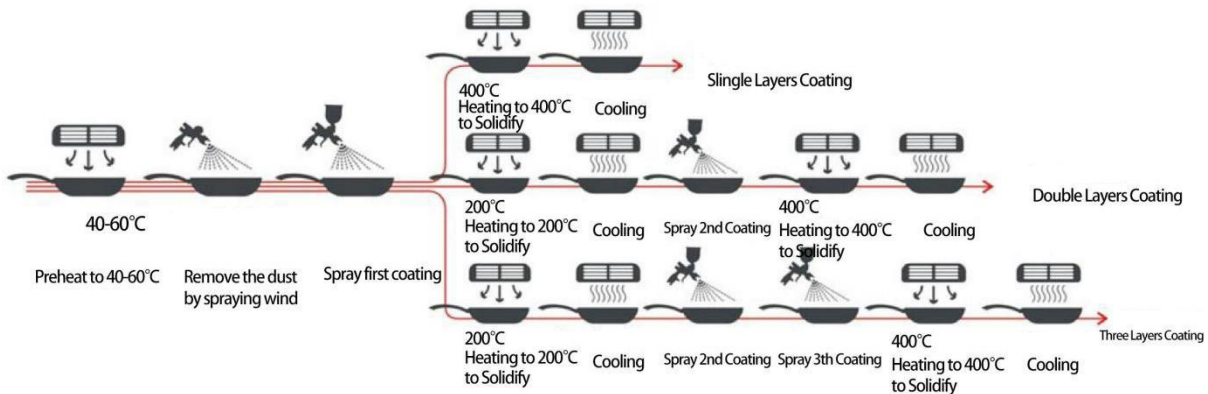 400°C
Heating to 400°C
to Solidify
Cooling
Slingle Layers Coating
40-60°C
Preheat to 40-60°C
Remove the dust
by spraying wind
Spray first coating
200°C
Heating to 200°C
to Solidify
Cooling
Spray 2nd Coating
400°C
Heating to 400°C
to Solidify
Cooling
Double Layers Coating
200°C
Heating to 200°C
to Solidify
Cooling
Spray 2nd Coating
Spray 3th Coating
400°C
Heating to 400°C
to Solidify
Cooling
Three Layers Coating